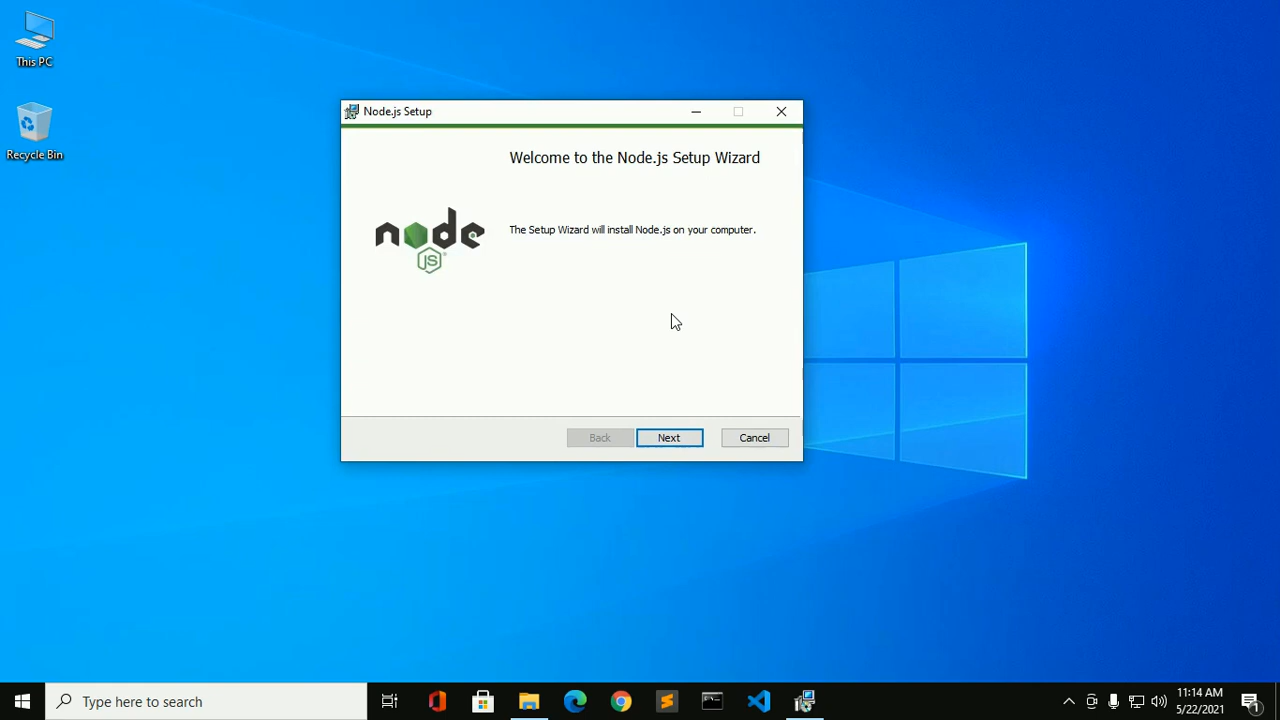 This PC
Recycle Bin
Node.js Setup
Welcome to the Node.js Setup Wizard
node
JS
The Setup Wizard will install Node.js on your computer.
Back
Next
Cancel
Type here to search
11:14 AM
5/22/2021
1